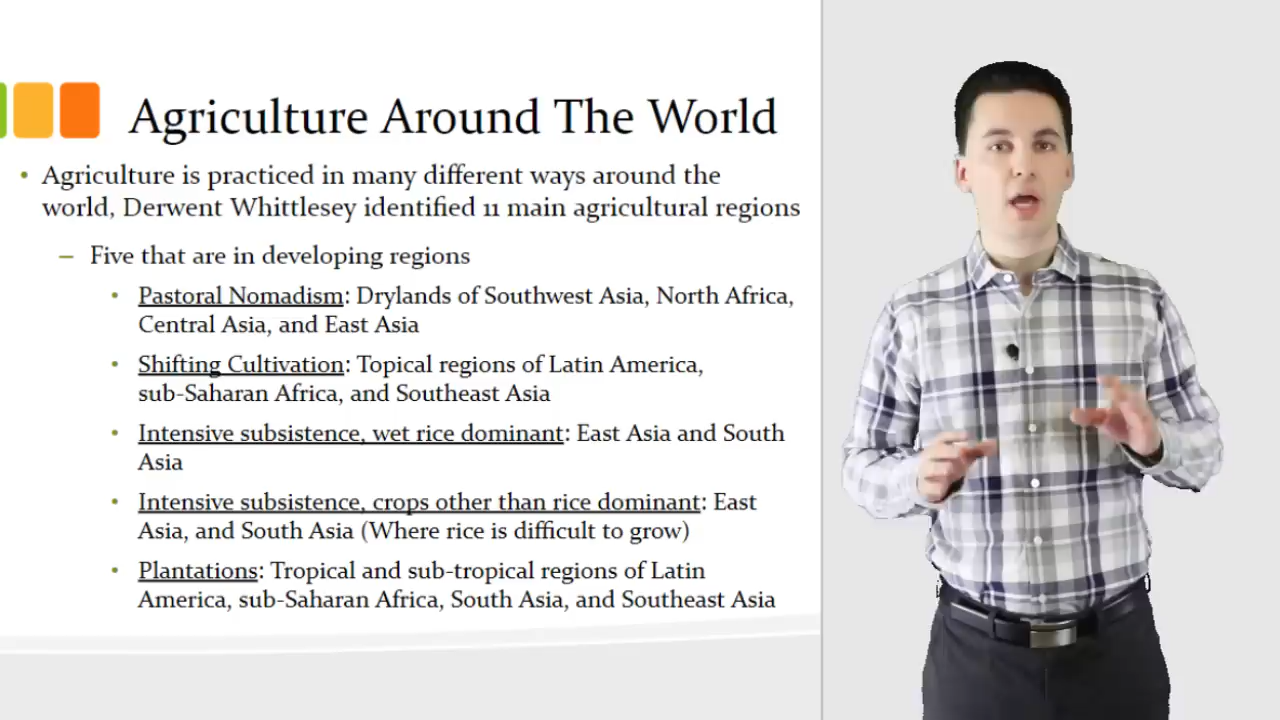 Agriculture Around The World
• Agriculture is practiced in many different ways around the
world, Derwent Whittlesey identified 11 main agricultural regions
– Five that are in developing regions
• Pastoral Nomadism: Drylands of Southwest Asia, North Africa,
Central Asia, and East Asia
• Shifting Cultivation: Topical regions of Latin America,
sub-Saharan Africa, and Southeast Asia
• Intensive subsistence, wet rice dominant: East Asia and South
Asia
• Intensive subsistence, crops other than rice dominant: East
Asia, and South Asia (Where rice is difficult to grow)
• Plantations: Tropical and sub-tropical regions of Latin
America, sub-Saharan Africa, South Asia, and Southeast Asia